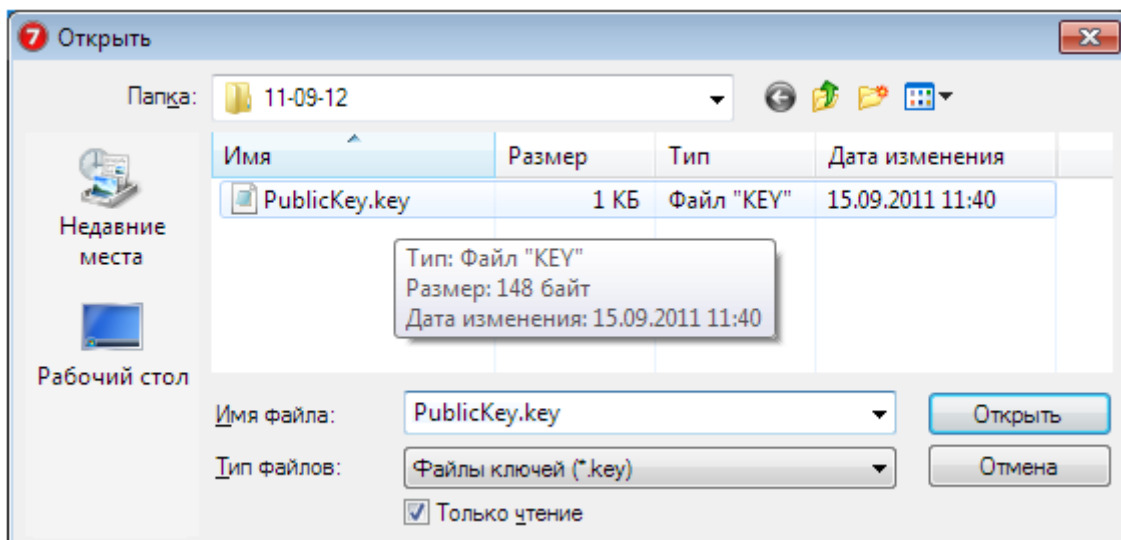 7 Открыть
Папка: 11-09-12
Имя Размер Тип Дата изменения
PublicKey.key 1 КБ Файл "KEY" 15.09.2011 11:40
Недавние
места
Тип: Файл "KEY"
Размер: 148 байт
Дата изменения: 15.09.2011 11:40
Рабочий стол
Имя файла: PublicKey.key Открыть
Тип файлов: Файлы ключей (*.key) Отмена
Только чтение